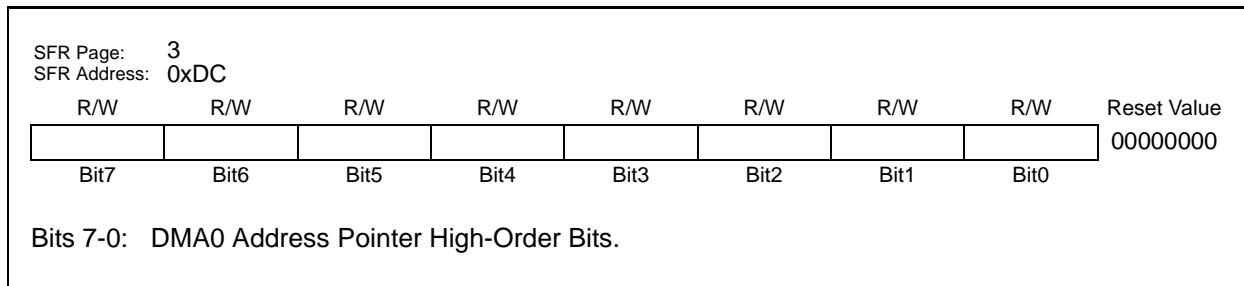 SFR Page: 3
SFR Address: 0xDC
R/W R/W R/W R/W R/W R/W R/W R/W Reset Value
00000000
Bit7 Bit6 Bit5 Bit4 Bit3 Bit2 Bit1 Bit0
Bits 7-0: DMA0 Address Pointer High-Order Bits.